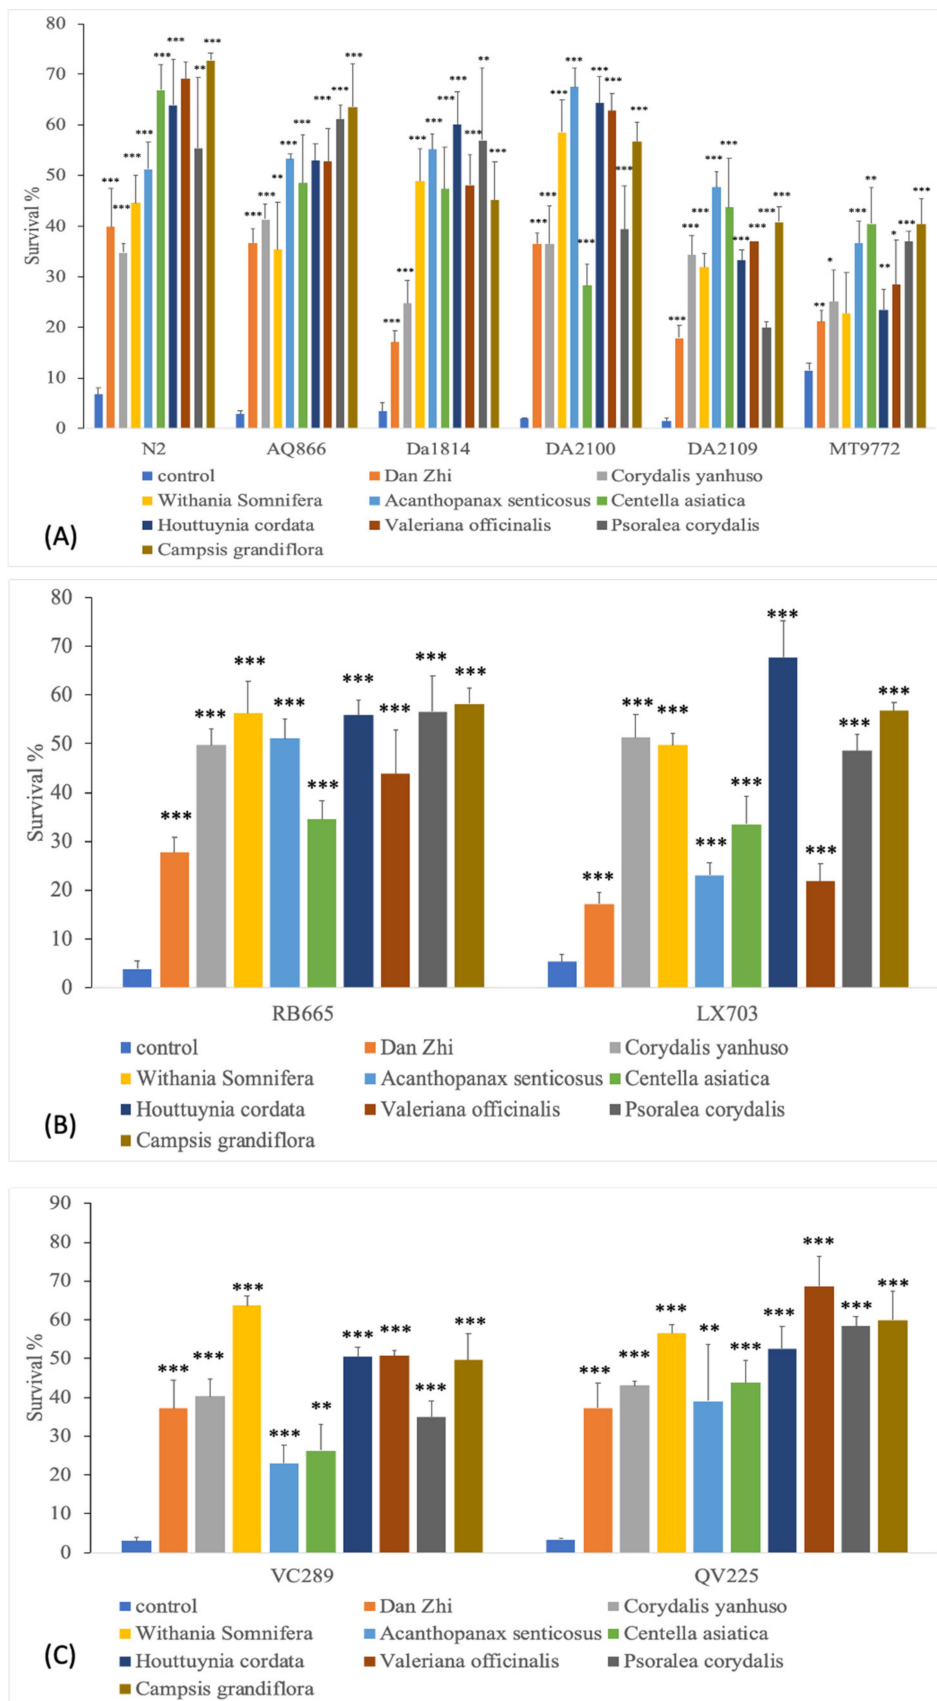 80
70
60
50
40
30
20
10
0
Survival %
*** *** *** *** *** *** ** ***
*** *** ** *** *** *** *** *** ***
*** *** *** *** *** *** *** ** ***
*** *** *** *** *** *** *** *** ***
*** *** *** *** *** *** *** *** ***
** * *** ** ** * *** ***
N2 AQ866 Da1814 DA2100 DA2109 MT9772
control Dan Zhi Corydalis yanhuso
Withania Somnifera Acanthopanax senticosus Centella asiatica
Houttuynia cordata Valeriana officinalis Psoralea corydalis
Campsis grandiflora
(A)
80
70
60
50
40
30
20
10
0
Survival %
*** *** *** *** *** *** *** *** ***
*** *** *** *** *** *** *** *** ***
RB665 LX703
control Dan Zhi Corydalis yanhuso
Withania Somnifera Acanthopanax senticosus Centella asiatica
Houttuynia cordata Valeriana officinalis Psoralea corydalis
Campsis grandiflora
(B)
90
80
70
60
50
40
30
20
10
0
Survival %
*** *** *** *** ** *** *** *** ***
*** *** *** ** *** *** *** *** ***
VC289 QV225
control Dan Zhi Corydalis yanhuso
Withania Somnifera Acanthopanax senticosus Centella asiatica
Houttuynia cordata Valeriana officinalis Psoralea corydalis
Campsis grandiflora
(C)